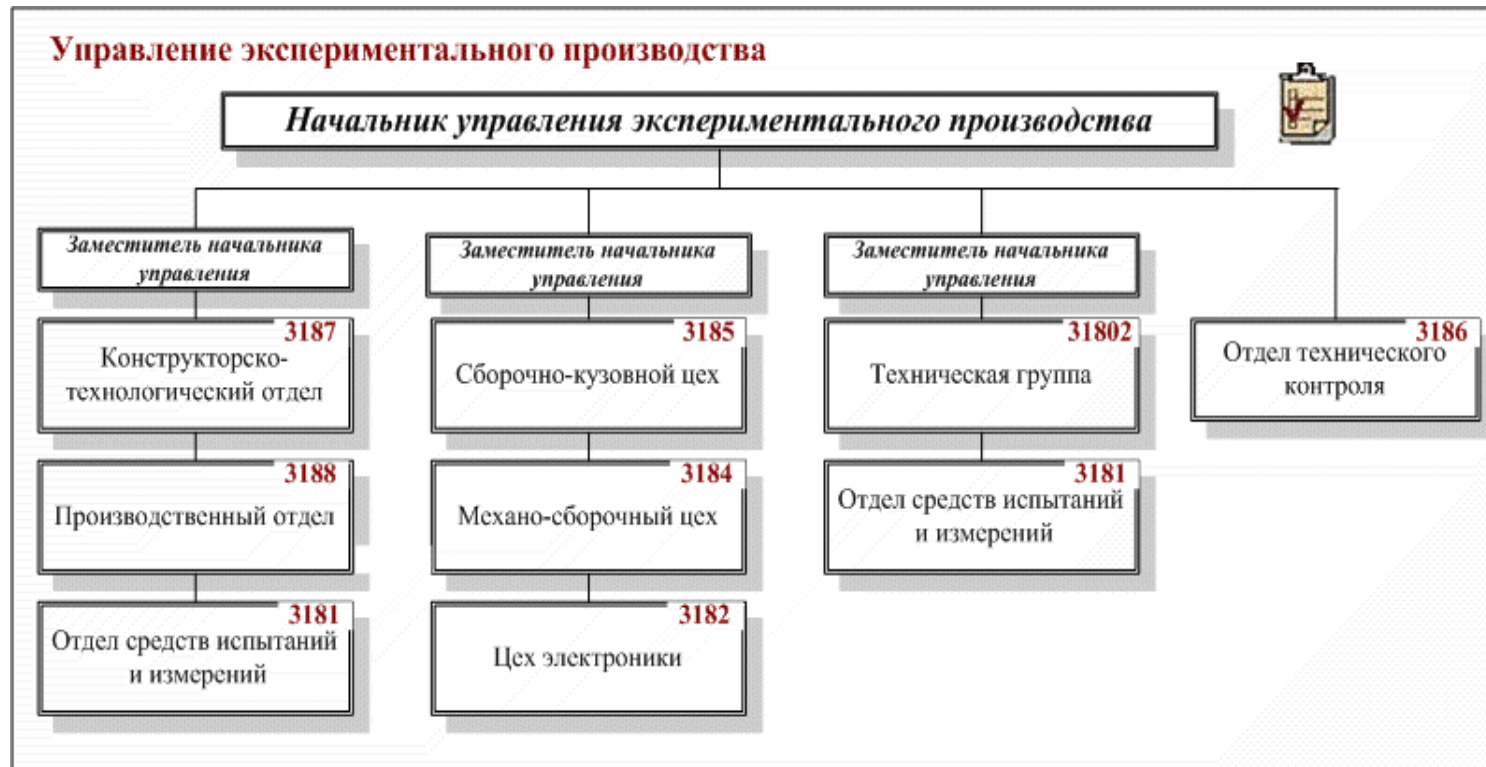 Управление экспериментального производства
Начальник управления экспериментального производства
Заместитель начальника
управления
3187
Конструкторско-
технологический отдел
3188
Производственный отдел
3181
Отдел средств испытаний
и измерений
Заместитель начальника
управления
3185
Сборочно-кузовной цех
3184
Механо-сборочный цех
3182
Цех электроники
Заместитель начальника
управления
31802
Техническая группа
3181
Отдел средств испытаний
и измерений
3186
Отдел технического
контроля